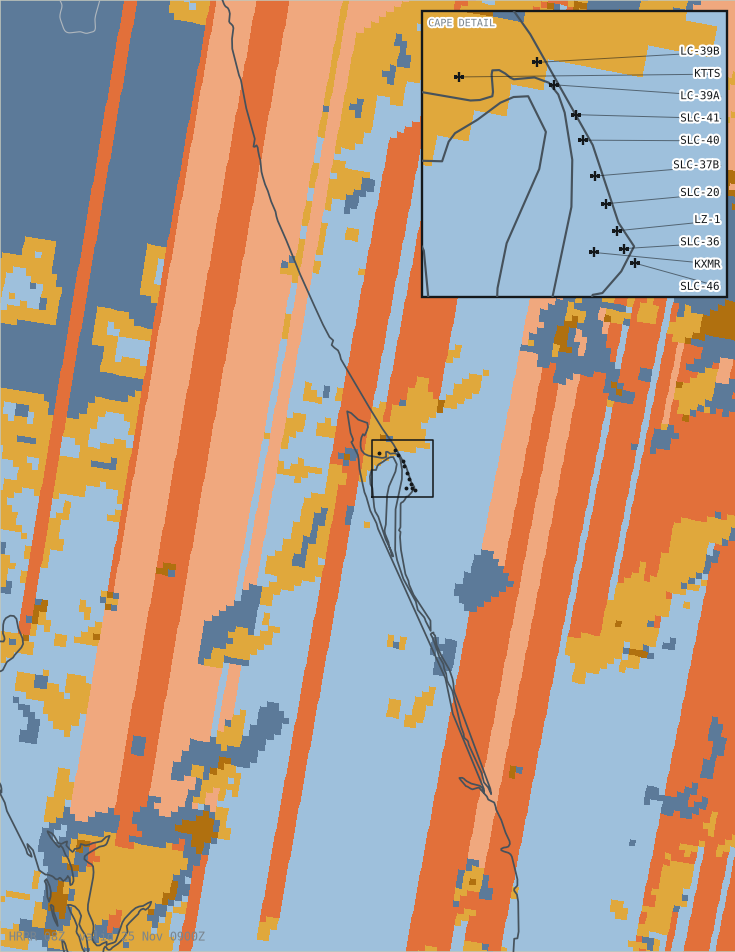 CAPE DETAIL
LC-39B
KTTS
LC-39A
SLC-41
SLC-40
SLC-37B
SLC-20
LZ-1
SLC-36
KXMR
SLC-46
25 Nov 0900Z